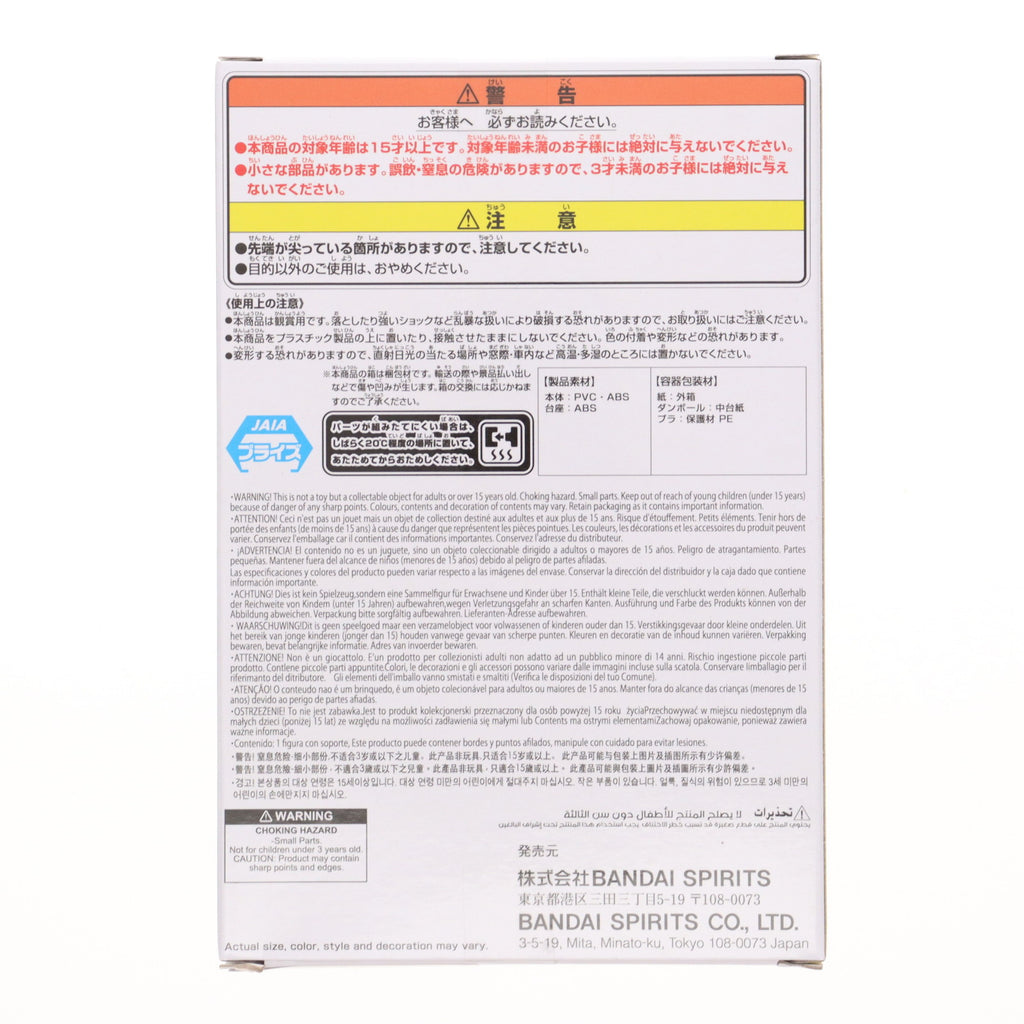 ⚠警告
お客様へ 必ずお読みください。
●本商品の対象年齢は15才以上です。対象年齢未満のお子様には絶対に与えないでください。
●小さな部品があります。誤飲・窒息の危険がありますので、3才未満のお子様には絶対に与え
ないでください。
⚠注意
●先端が尖っている箇所がありますので、注意してください。
●目的以外のご使用は、おやめください。
《使用上の注意》
●本商品は観賞用です。落としたり強いショックなど乱暴な扱いにより破損する恐れがありますので、お取り扱いにはご注意ください。
●本商品をプラスチック製品の上に置いたり、接触させたままにしないでください。色の付着や変形などの恐れがあります。
●変形する恐れがありますので、直射日光の当たる場所や窓際・車内など高温・多湿のところには置かないでください。
※本商品の箱は梱包材です。輸送の際や景品払い出し
などで傷や凹みが生じます。箱の交換には応じかねま
すのでご了承ください。
JAIA
プライズ
パーツが組みたてにくい場合は、
しばらく20℃程度の場所に置いて、
あたためてからおためしください。
【製品素材】
本体：PVC・ABS
台座：ABS
【容器包装材】
紙：外箱
ダンボール：中台紙
プラ：保護材 PE
•WARNING! This is not a toy but a collectable object for adults or over 15 years old. Choking hazard. Small parts. Keep out of reach of young children (under 15 years)
because of danger of any sharp points. Colours, contents and decoration of contents may vary. Retain packaging as it contains important information.
•ATTENTION! Ceci n'est pas un jouet mais un objet de collection destiné aux adultes et aux plus de 15 ans. Risque d'étouffement. Petits éléments. Tenir hors de
portée des enfants (de moins de 15 ans) à cause du danger que représentent les pièces pointues. Les couleurs, les décorations et les accessoires du produit peuvent
varier. Conservez l'emballage car il contient des informations importantes. Conservez l'adresse du distributeur.
• ¡ADVERTENCIA! El contenido no es un juguete, sino un objeto coleccionable dirigido a adultos o mayores de 15 años. Peligro de atragantamiento. Partes
pequeñas. Mantener fuera del alcance de niños (menores de 15 años) debido al peligro de partes afiladas.
Las especificaciones y colores del producto pueden variar respecto a las imágenes del envase. Conservar la dirección del distribuidor y la caja dado que contiene
información importante.
•ACHTUNG! Dies ist kein Spielzeug,sondern eine Sammelfigur für Erwachsene und Kinder über 15. Enthält kleine Teile, die verschluckt werden können. Außerhalb
der Reichweite von Kindern (unter 15 Jahren) aufbewahren,wegen Verletzungsgefahr an scharfen Kanten. Ausführung und Farbe des Produkts können von der
Abbildung abweichen. Verpackung bitte sorgfältig aufbewahren. Lieferanten-Adresse aufbewahren.
• WAARSCHUWING!Dit is geen speelgoed maar een verzamelobject voor volwassenen of kinderen ouder dan 15. Verstikkingsgevaar door kleine onderdelen. Uit
het bereik van jonge kinderen (jonger dan 15) houden vanwege gevaar van scherpe punten. Kleuren en decoratie van de inhoud kunnen variëren. Verpakking
bewaren, bevat belangrijke informatie. Adres van invoerder bewaren.
•ATTENZIONE! Non è un giocattolo. E'un prodotto per collezionisti adulti non adatto ad un pubblico minore di 14 anni. Rischio ingestione piccole parti
prodotto. Contiene piccole parti appuntite.Colori, le decorazioni e gli accessori possono variare dalle immagini incluse sulla scatola. Conservare limballagio per il
riferimento del ditributore. Gli elementi dell'imballo vanno smistati e smaltiti (Verifica le disposizioni del tuo Comune).
•ATENÇÃO! O conteudo nao é um brinquedo, é um objeto colecionável para adultos ou maiores de 15 anos. Manter fora do alcance das crianças (menores de 15
anos) devido ao perigo de partes afiadas.
•OSTRZEŻENIE! To nie jest zabawka.Jest to produkt kolekcjonerski przeznaczony dla osób powyżej 15 roku życiaPrzechowywać w miejscu niedostępnym dla
małych dzieci (poniżej 15 lat) ze względu na możliwości zadławienia się małymi lub Contents ma ostrymi elementamiZachowaj opakowanie, ponieważ zawiera
ważne informacje.
•Contenido: 1 figura con soporte, Este producto puede contener bordes y puntos afilados, manipule con cuidado para evitar lesiones.
•警告! 窒息危险·细小部份,不适合3岁或以下之儿童。此产品非玩具,只适合15岁或以上。 此产品可能与包装上图片及插图所示有少许偏差。
•警告! 窒息危險·細小部份，不適合3歲或以下之兒童。此產品非玩具，只適合15歲或以上。 此產品可能與包裝上圖片及插圖所示有少許偏差。
•경고! 본상품의 대상 연령은 15세이상입니다. 대상 연령 미만의 어린이에게 절대주지 마십시오. 작은 부품이 있습니다. 얼룩, 질식의 위험이 있으므로 3세 미만의
어린이의 손에만지지 마십시오.
⚠تحذيرات لا يصلح المنتج للأطفال دون سن الثالثة
يحتوي المنتج على قطع صغيرة قد تسبب خطر الاختناق. يجب استخدام هذا المنتج تحت إشراف البالغين
⚠WARNING
CHOKING HAZARD
-Small Parts.
Not for children under 3 years old.
CAUTION: Product may contain
sharp points and edges.
発売元
株式会社BANDAI SPIRITS
東京都港区三田三丁目5-19 〒108-0073
BANDAI SPIRITS CO., LTD.
3-5-19, Mita, Minato-ku, Tokyo 108-0073 Japan
Actual size, color, style and decoration may vary.